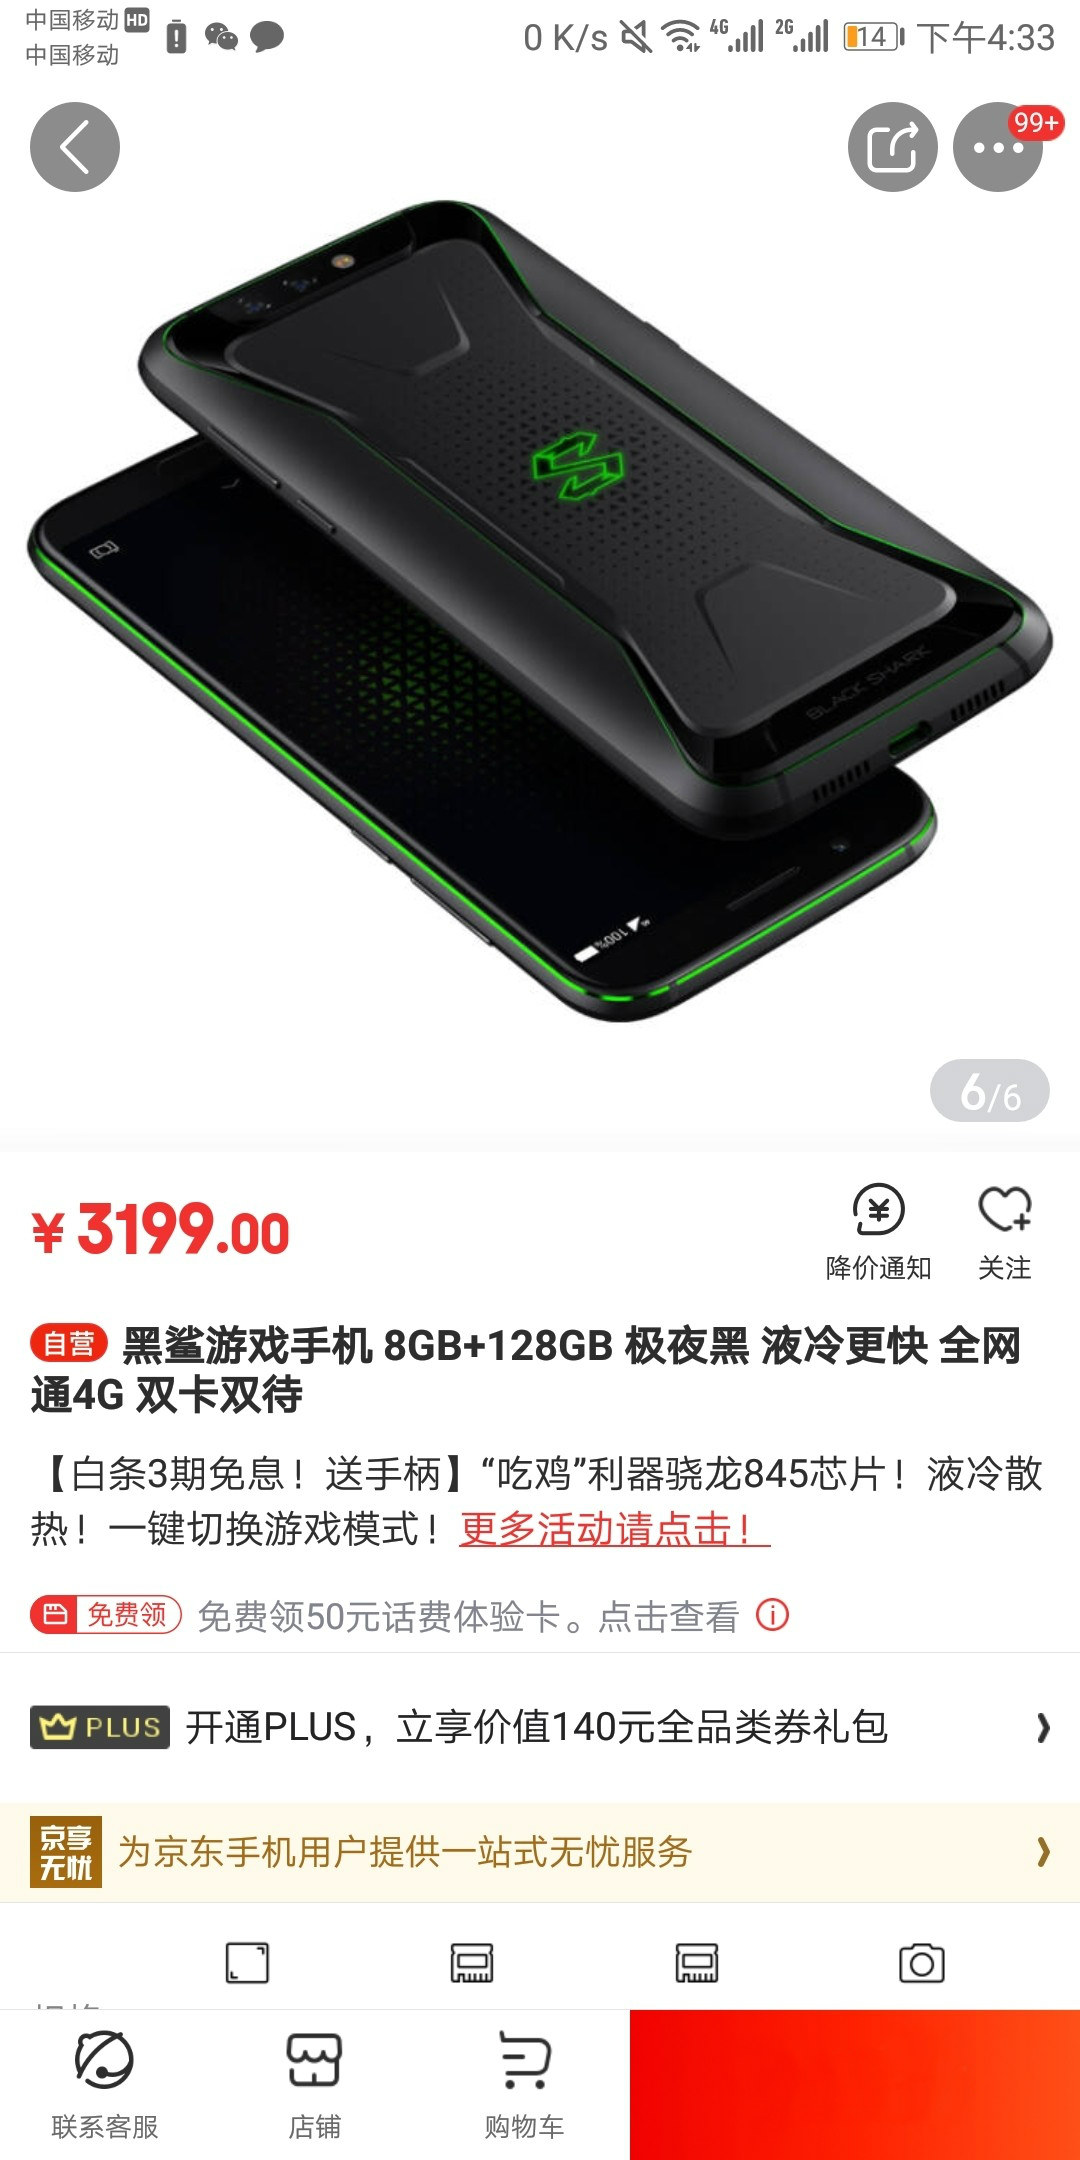 中国移动 HD
中国移动
0 K/s 4G 2G 14 下午4:33
99+
BLACK SHARK
100%
6/6
¥ 3199.00
降价通知
关注
自营 黑鲨游戏手机 8GB+128GB 极夜黑 液冷更快 全网
通4G 双卡双待
【白条3期免息！送手柄】“吃鸡”利器骁龙845芯片！液冷散
热！一键切换游戏模式！更多活动请点击！
免费领 免费领50元话费体验卡。点击查看
PLUS 开通PLUS，立享价值140元全品类券礼包
京享
无忧
为京东手机用户提供一站式无忧服务
联系客服
店铺
购物车